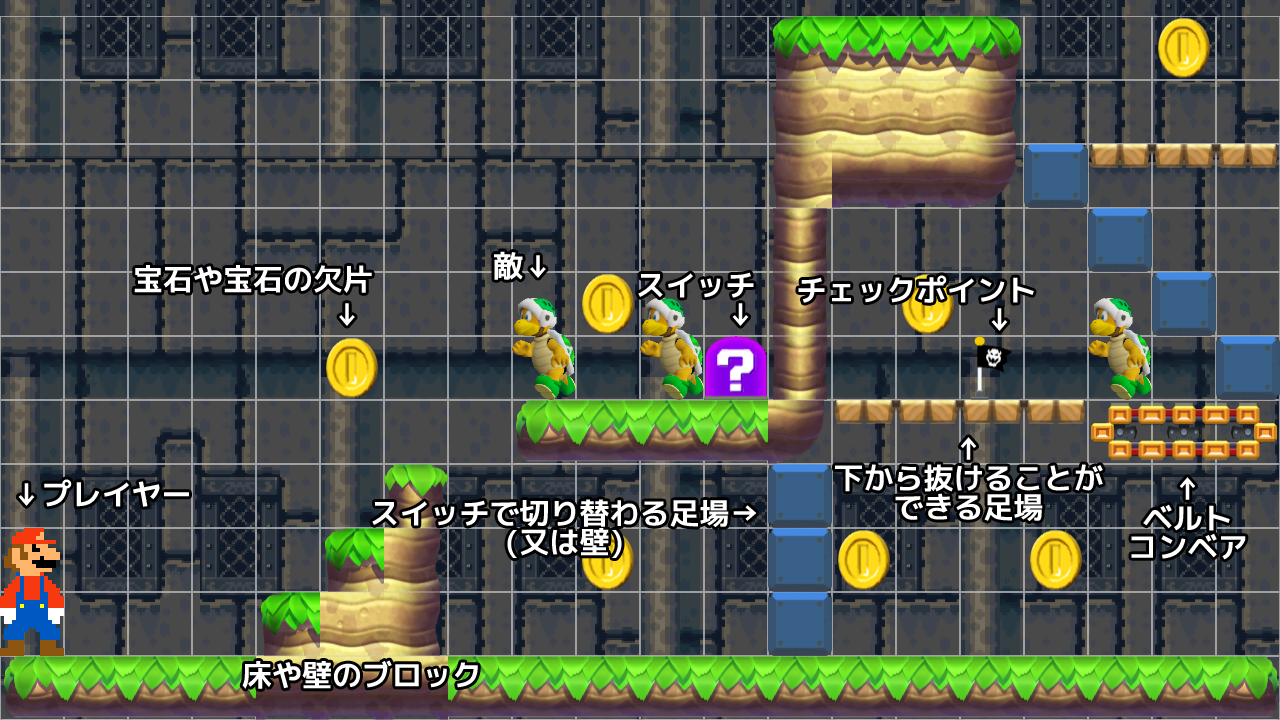 敵↓
宝石や宝石の欠片
↓
スイッチ
↓
チェックポイント
↓
?
↓プレイヤー
スイッチで切り替わる足場→
(又は壁)
↑
下から抜けることが
できる足場
↑
ベルト
コンベア
床や壁のブロック